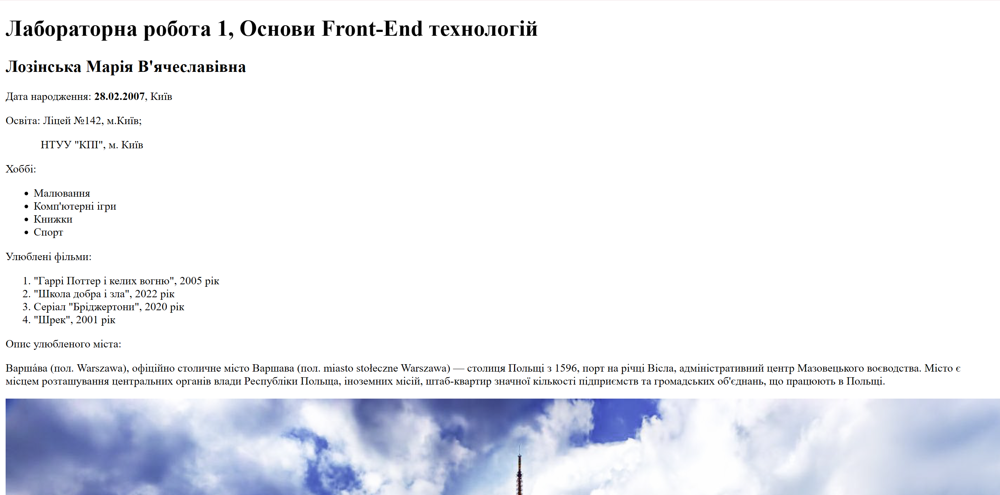 Лабораторна робота 1, Основи Front-End технологій
Лозінська Марія В'ячеславівна
Дата народження: 28.02.2007, Київ
Освіта: Ліцей №142, м.Київ;
НТУУ "КПІ", м. Київ
Хоббі:
• Малювання
• Комп'ютерні ігри
• Книжки
• Спорт
Улюблені фільми:
1. "Гаррі Поттер і келих вогню", 2005 рік
2. "Школа добра і зла", 2022 рік
3. Серіал "Бріджертони", 2020 рік
4. "Шрек", 2001 рік
Опис улюбленого міста:
Варша́ва (пол. Warszawa), офіційно столичне місто Варшава (пол. miasto stołeczne Warszawa) — столиця Польщі з 1596, порт на річці Вісла, адміністративний центр Мазовецького воєводства. Місто є
місцем розташування центральних органів влади Республіки Польща, іноземних місій, штаб-квартир значної кількості підприємств та громадських об'єднань, що працюють в Польщі.